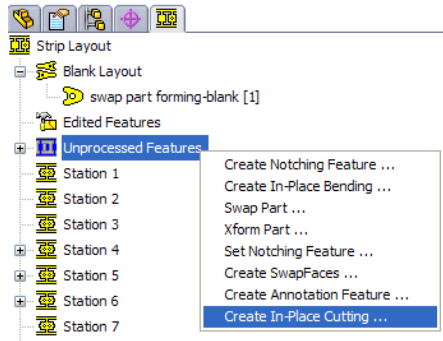 Strip Layout
Blank Layout
swap part forming-blank [1]
Edited Features
Unprocessed Features
Station 1
Station 2
Station 3
Station 4
Station 5
Station 6
Station 7
Create Notching Feature ...
Create In-Place Bending ...
Swap Part ...
Xform Part ...
Set Notching Feature ...
Create SwapFaces ...
Create Annotation Feature ...
Create In-Place Cutting ...